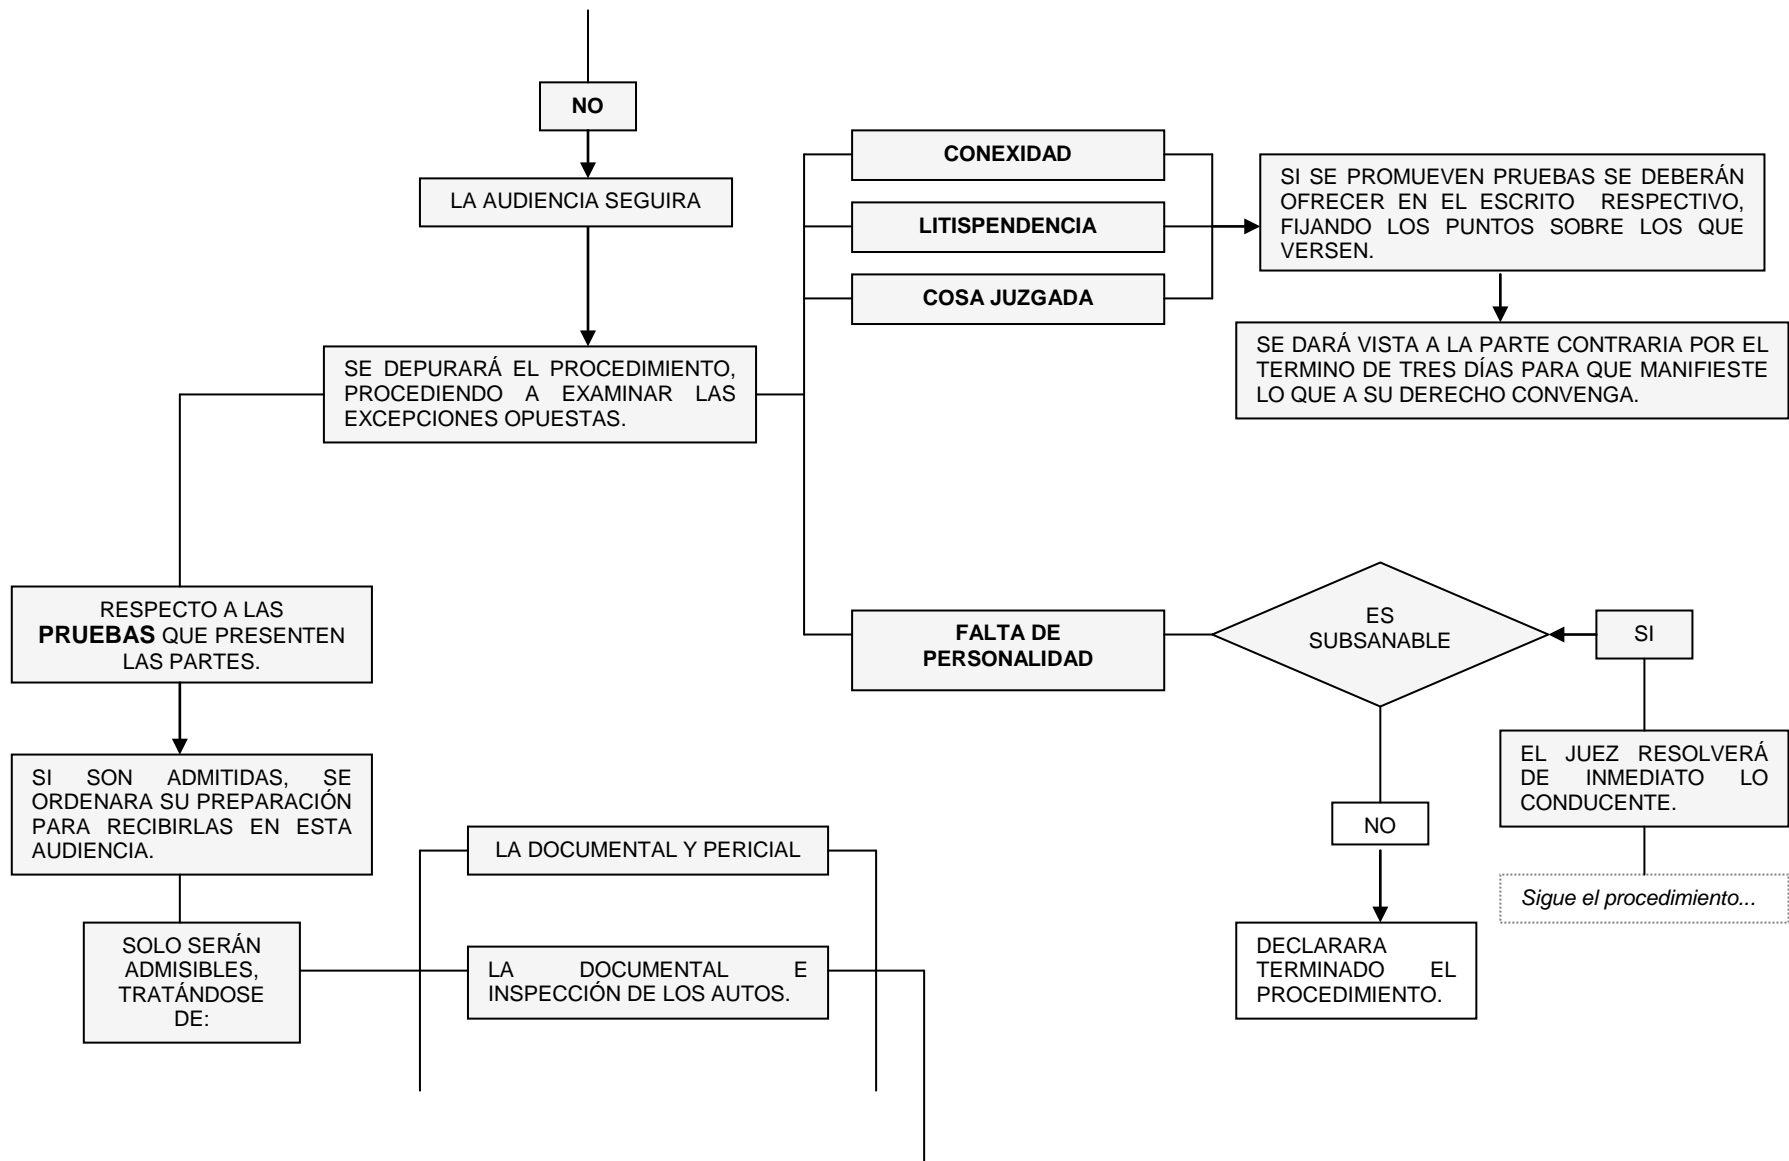 NO
LA AUDIENCIA SEGUIRA
SE DEPURARÁ EL PROCEDIMIENTO,
PROCEDIENDO A EXAMINAR LAS
EXCEPCIONES OPUESTAS.
CONEXIDAD
LITISPENDENCIA
COSA JUZGADA
SI SE PROMUEVEN PRUEBAS SE DEBERÁN
OFRECER EN EL ESCRITO RESPECTIVO,
FIJANDO LOS PUNTOS SOBRE LOS QUE
VERSEN.
SE DARÁ VISTA A LA PARTE CONTRARIA POR EL
TERMINO DE TRES DÍAS PARA QUE MANIFIESTE
LO QUE A SU DERECHO CONVENGA.
FALTA DE
PERSONALIDAD
ES
SUBSANABLE
SI
EL JUEZ RESOLVERÁ
DE INMEDIATO LO
CONDUCENTE.
Sigue el procedimiento...
NO
DECLARARA
TERMINADO EL
PROCEDIMIENTO.
RESPECTO A LAS
PRUEBAS QUE PRESENTEN
LAS PARTES.
SI SON ADMITIDAS, SE
ORDENARA SU PREPARACIÓN
PARA RECIBIRLAS EN ESTA
AUDIENCIA.
SOLO SERÁN
ADMISIBLES,
TRATÁNDOSE
DE:
LA DOCUMENTAL Y PERICIAL
LA DOCUMENTAL E
INSPECCIÓN DE LOS AUTOS.